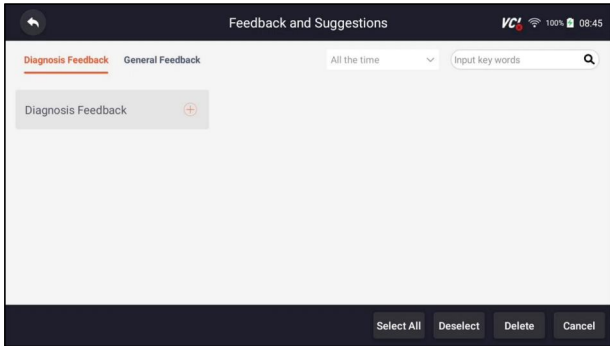 Feedback and Suggestions
VCI 100% 08:45
Diagnosis Feedback General Feedback All the time Input key words
Diagnosis Feedback
Select All Deselect Delete Cancel